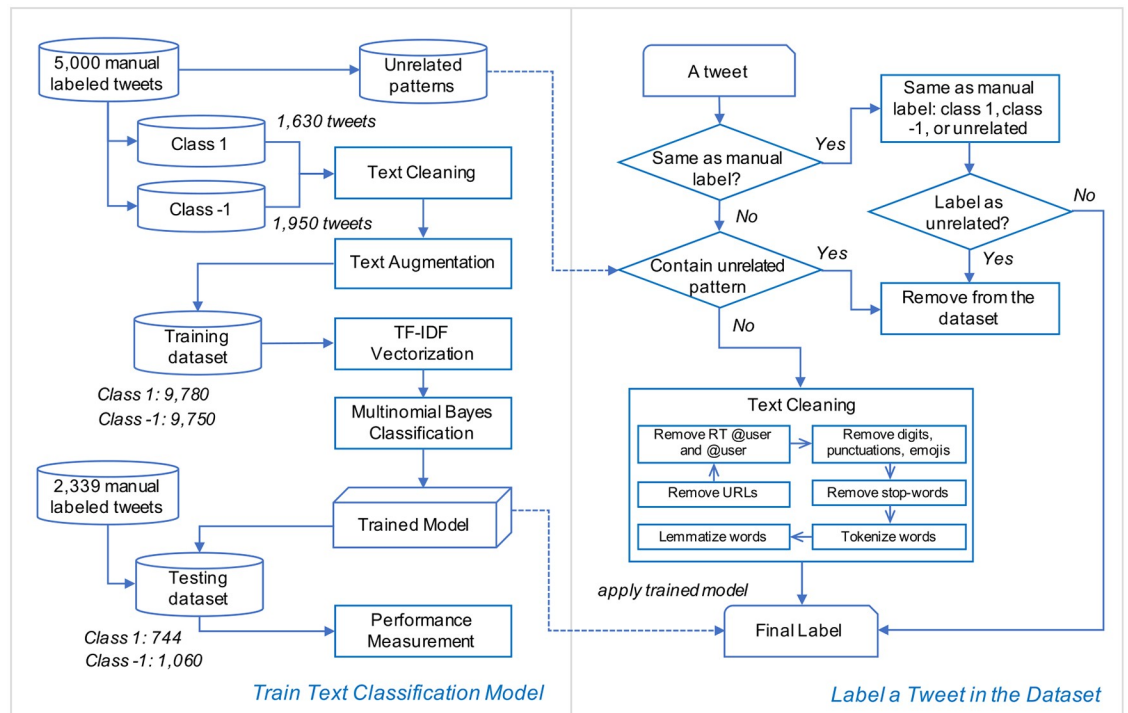 5,000 manual
labeled tweets
Unrelated
patterns
1,630 tweets
Class 1
Class -1
1,950 tweets
Text Cleaning
Text Augmentation
Training
dataset
Class 1: 9,780
Class -1: 9,750
TF-IDF
Vectorization
Multinomial Bayes
Classification
2,339 manual
labeled tweets
Trained Model
Testing
dataset
Class 1: 744
Class -1: 1,060
Performance
Measurement
Train Text Classification Model
A tweet
Same as manual
label?
Yes
Same as manual
label: class 1, class
-1, or unrelated
No
Label as
unrelated?
No
Yes
Contain unrelated
pattern
Yes
Remove from the
dataset
No
Text Cleaning
Remove RT @user
and @user
Remove digits,
punctuations, emojis
Remove URLs
Remove stop-words
Lemmatize words
Tokenize words
apply trained model
Final Label
Label a Tweet in the Dataset